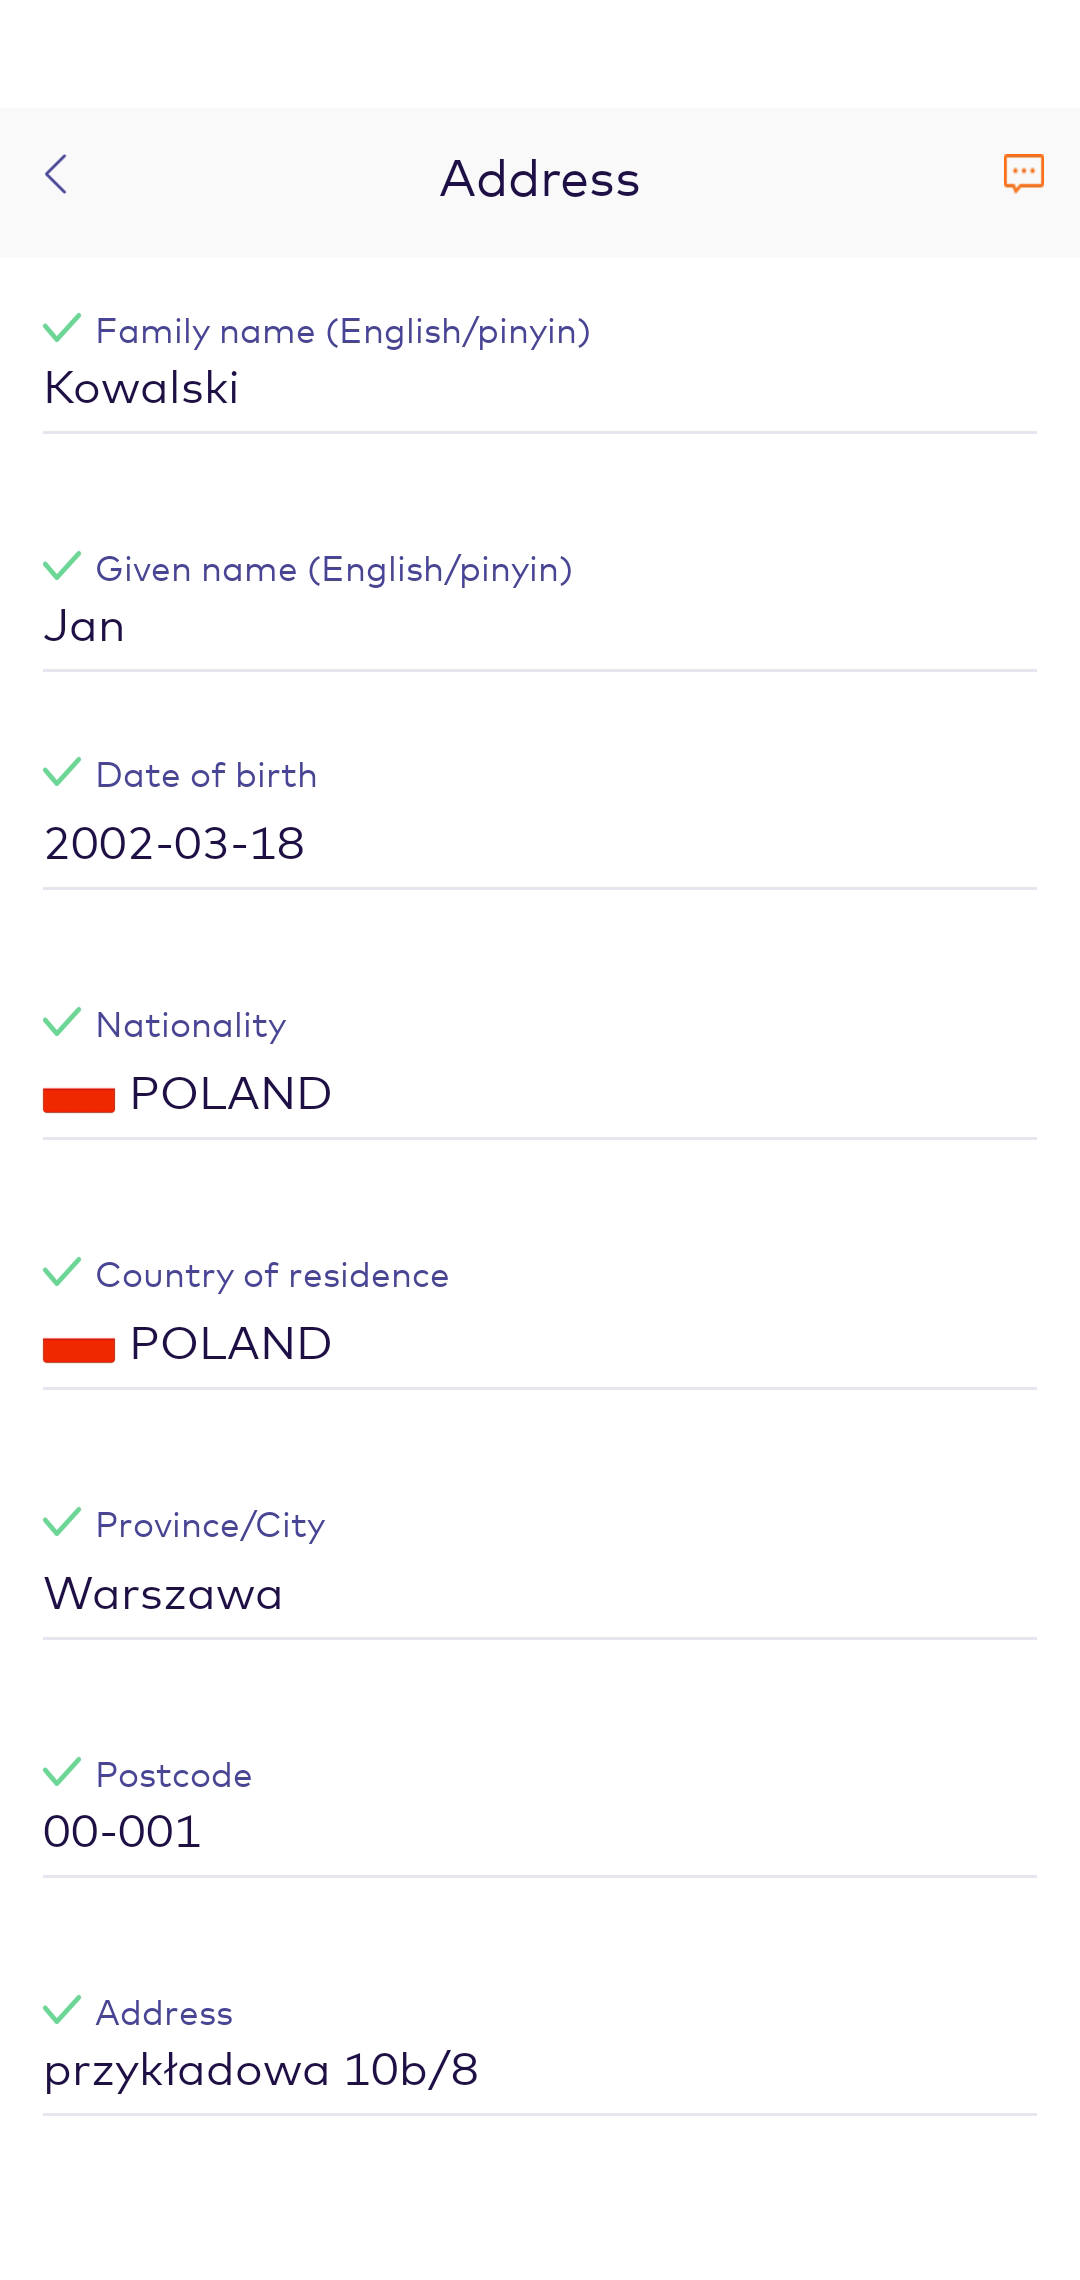 Address
Family name (English/pinyin)
Kowalski
Given name (English/pinyin)
Jan
Date of birth
2002-03-18
Nationality
POLAND
Country of residence
POLAND
Province/City
Warszawa
Postcode
00-001
Address
przykładowa 10b/8